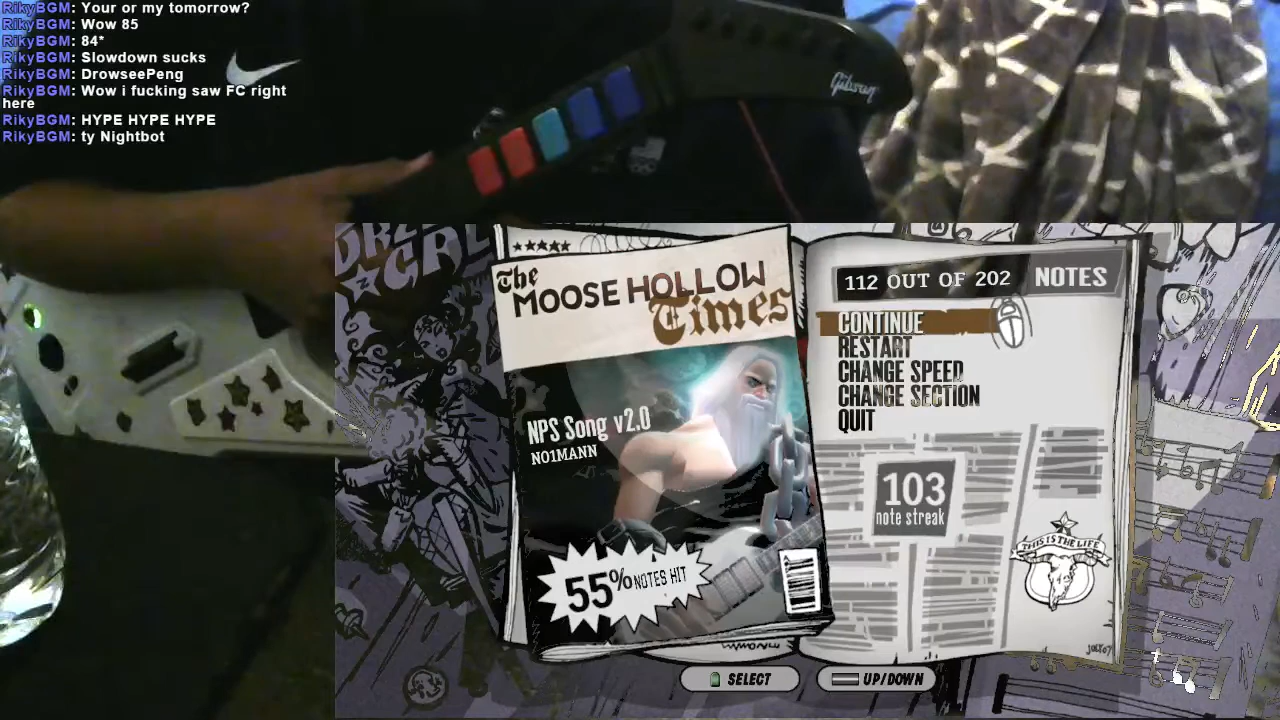 RikyBGM: Your or my tomorrow?
RikyBGM: Wow 85
RikyBGM: 84*
RikyBGM: Slowdown sucks
RikyBGM: DrowseePeng
RikyBGM: Wow i fucking saw FC right
here
RikyBGM: HYPE HYPE HYPE
RikyBGM: ty Nightbot
Gibson
The
MOOSE HOLLOW
Times
NPS Song v2.0
NO1MANN
55% NOTES HIT
112 OUT OF 202 NOTES
CONTINUE
RESTART
CHANGE SPEED
CHANGE SECTION
QUIT
103
note streak
THIS IS THE LIFE
SELECT
UP/DOWN